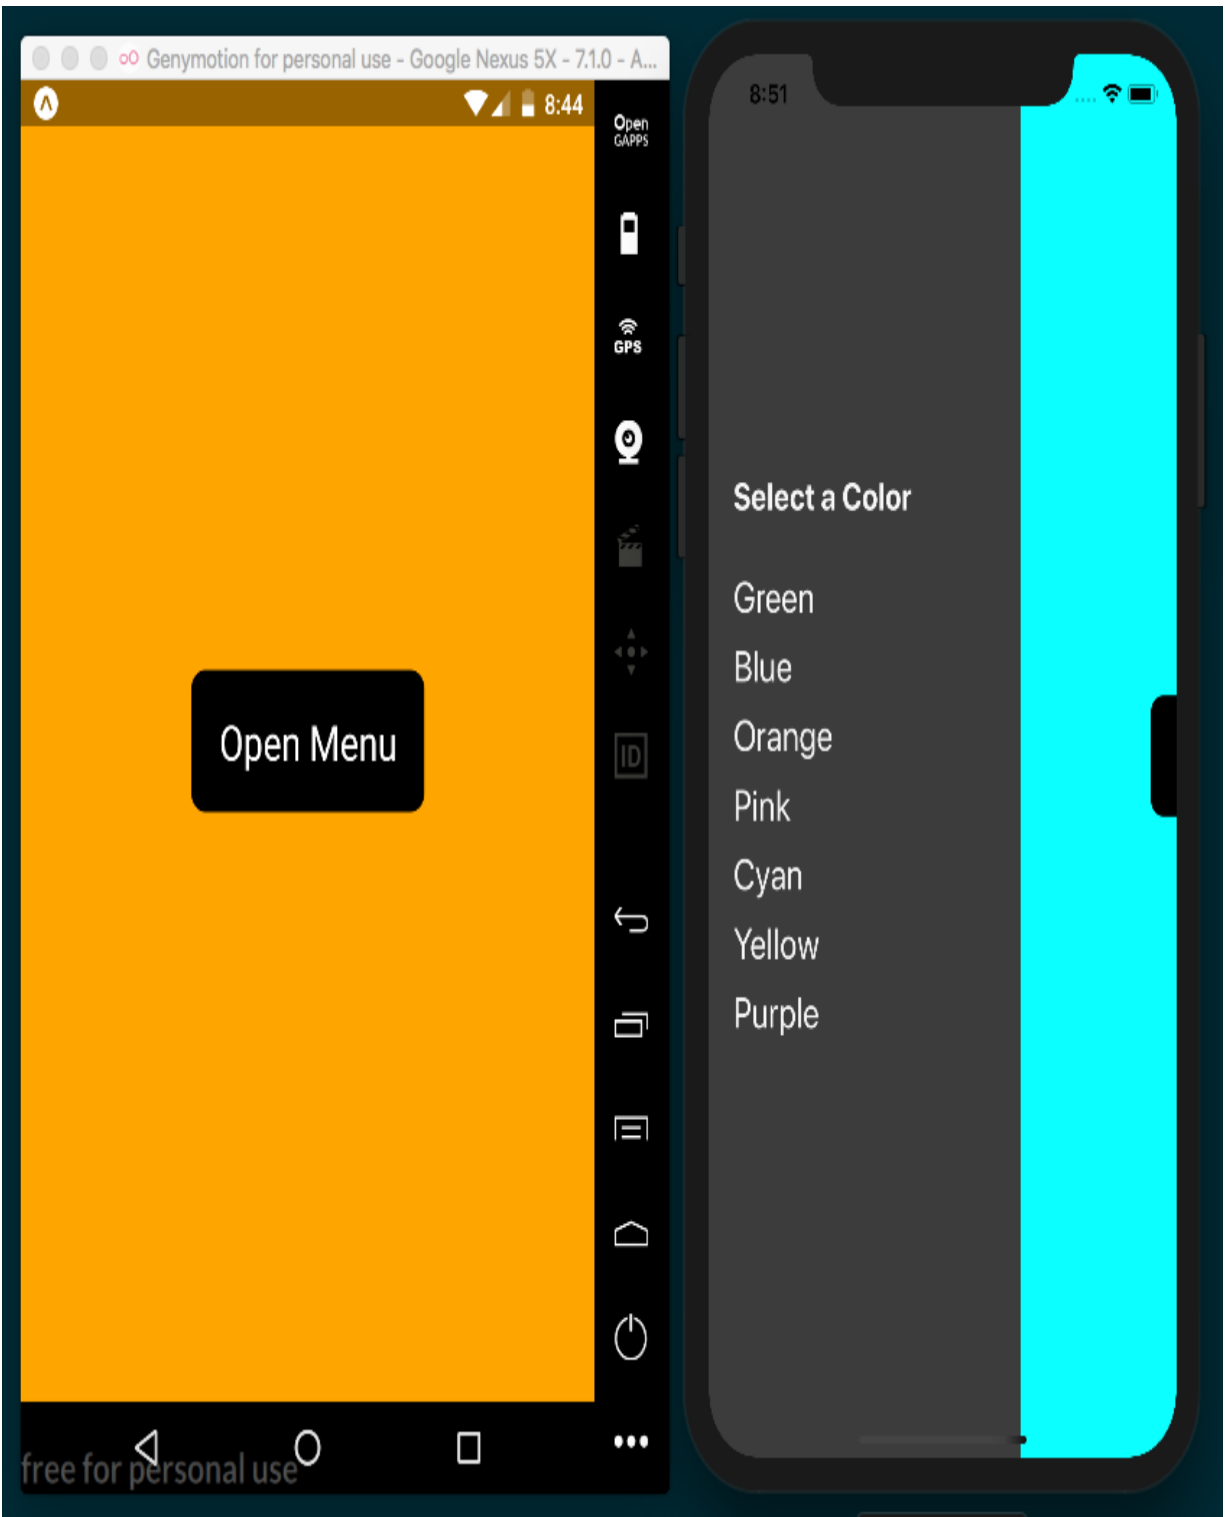 Genymotion for personal use - Google Nexus 5X - 7.1.0 - A...
8:44
Open
GAPPS
GPS
ID
Open Menu
free for personal use
8:51
Select a Color
Green
Blue
Orange
Pink
Cyan
Yellow
Purple